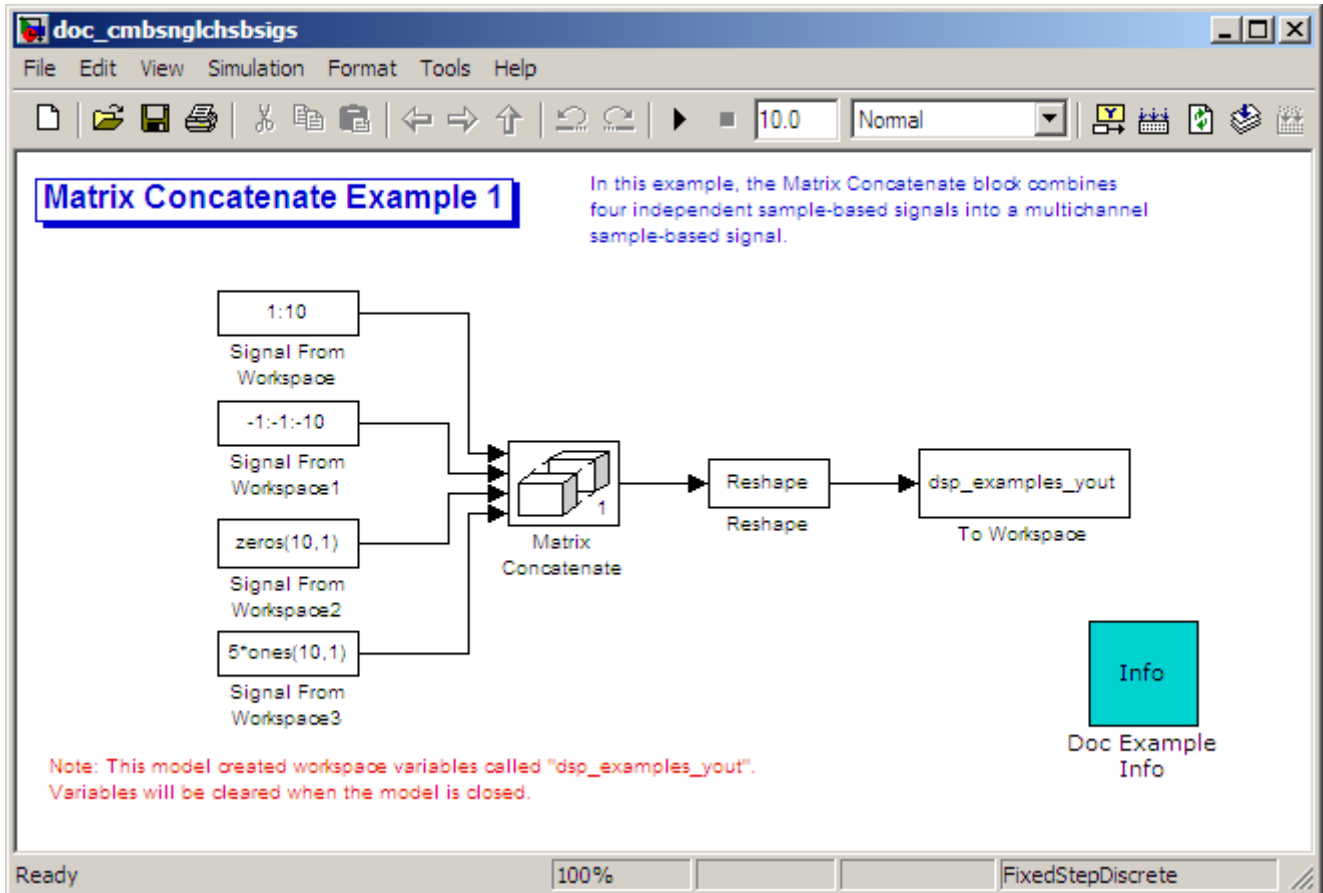 doc_cmbsnglchsbsigs
File Edit View Simulation Format Tools Help
10.0 Normal
Matrix Concatenate Example 1
In this example, the Matrix Concatenate block combines
four independent sample-based signals into a multichannel
sample-based signal.
1:10
Signal From
Workspace
-1:-1:-10
Signal From
Workspace1
zeros(10,1)
Signal From
Workspace2
5*ones(10,1)
Signal From
Workspace3
1
Matrix
Concatenate
Reshape
Reshape
dsp_examples_yout
To Workspace
Info
Doc Example
Info
Note: This model created workspace variables called "dsp_examples_yout".
Variables will be cleared when the model is closed.
Ready 100% FixedStepDiscrete